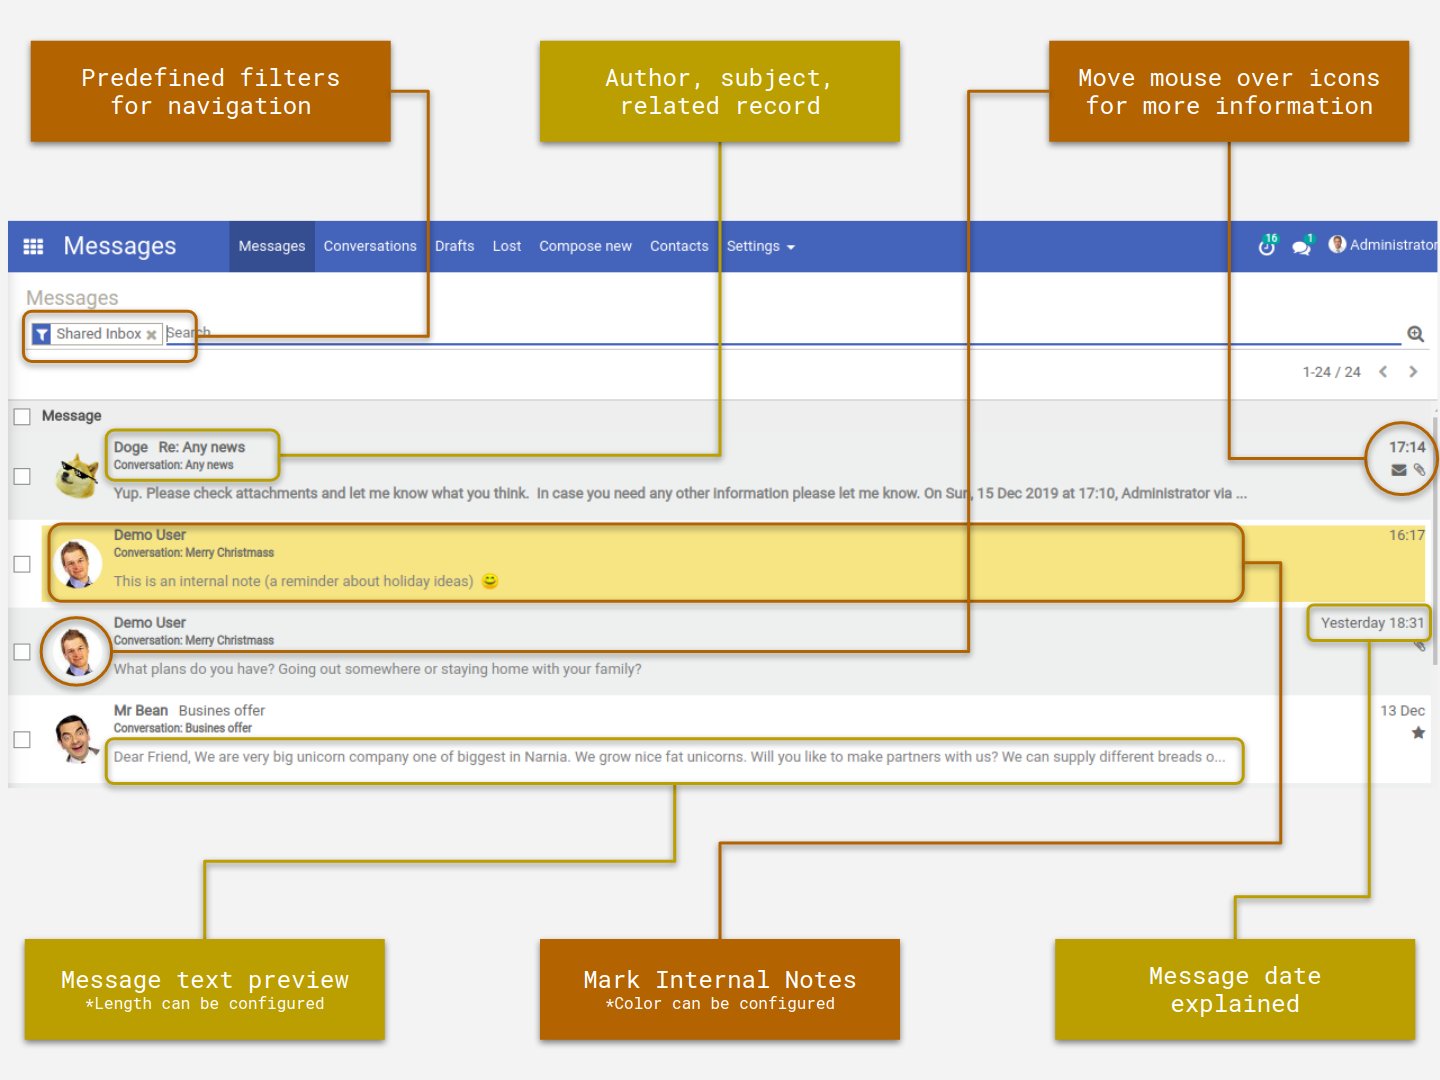 Predefined filters
for navigation
Author, subject,
related record
Move mouse over icons
for more information
Messages
Messages Conversations Drafts Lost Compose new Contacts Settings
16 1 Administrator
Messages
Shared Inbox × Search
1-24 / 24
Message
Doge Re: Any news 17:14
Conversation: Any news
Yup. Please check attachments and let me know what you think. In case you need any other information please let me know. On Sun, 15 Dec 2019 at 17:10, Administrator via ...
Demo User 16:17
Conversation: Merry Christmass
This is an internal note (a reminder about holiday ideas) 😊
Demo User Yesterday 18:31
Conversation: Merry Christmass
What plans do you have? Going out somewhere or staying home with your family?
Mr Bean Busines offer 13 Dec
Conversation: Busines offer
Dear Friend, We are very big unicorn company one of biggest in Narnia. We grow nice fat unicorns. Will you like to make partners with us? We can supply different breads o...
Message text preview
*Length can be configured
Mark Internal Notes
*Color can be configured
Message date
explained